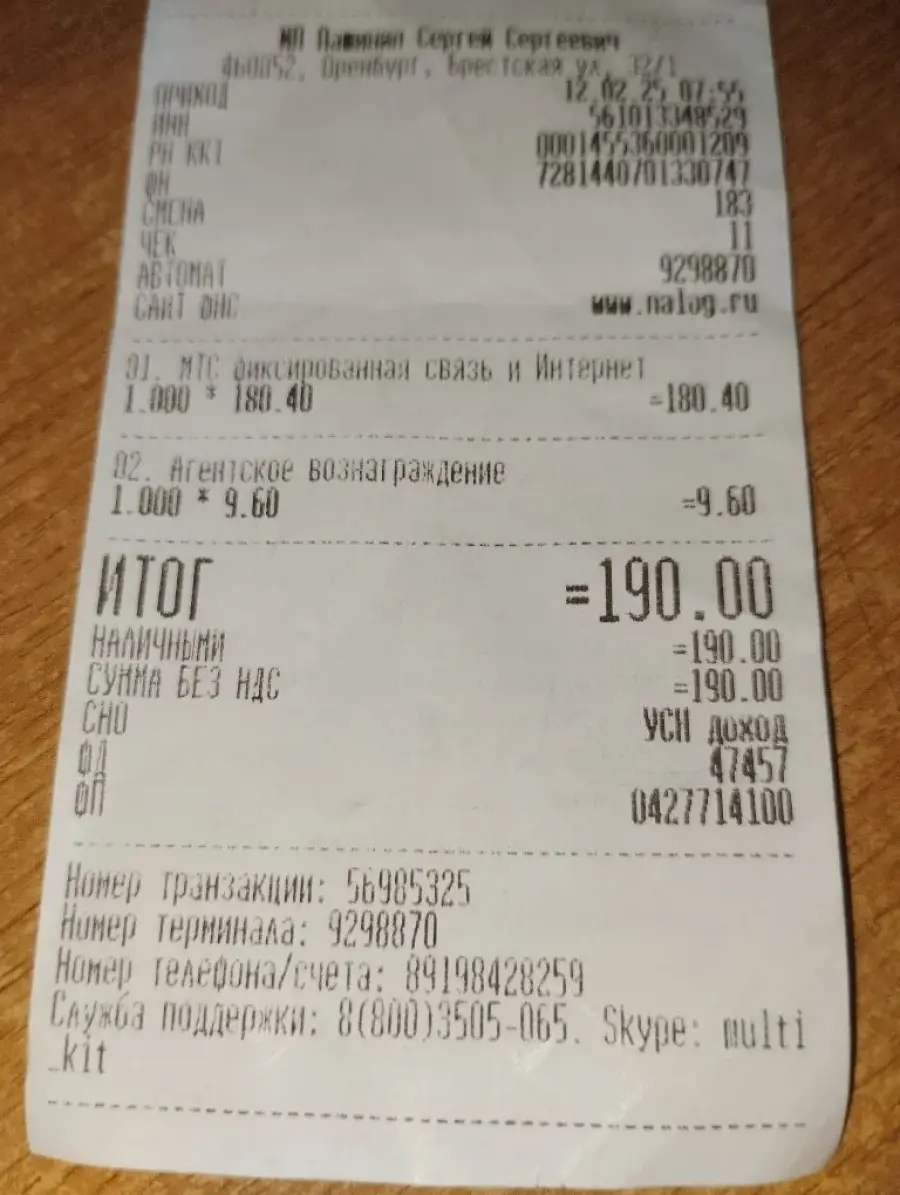 ИП Сергей Сергеевич
460052, Оренбург, Брестская ул, 32/1
ПРИХОД 12.02.25 07:55
ИНН 561013348529
РН ККТ 0001455360001209
ФН 7281440701330747
СМЕНА 183
ЧЕК 11
АВТОМАТ 9298870
САЙТ ФНС www.nalog.ru
01. МТС фиксированная связь и Интернет
1.000 * 180.40 =180.40
02. Агентское вознаграждение
1.000 * 9.60 =9.60
ИТОГ =190.00
НАЛИЧНЫМИ =190.00
СУММА БЕЗ НДС =190.00
СНО УСН доход
ФД 47457
ФП 0427714100
Номер транзакции: 56985325
Номер терминала: 9298870
Номер телефона/счета: 89198428259
Служба поддержки: 8(800)3505-065. Skype: multi
_kit